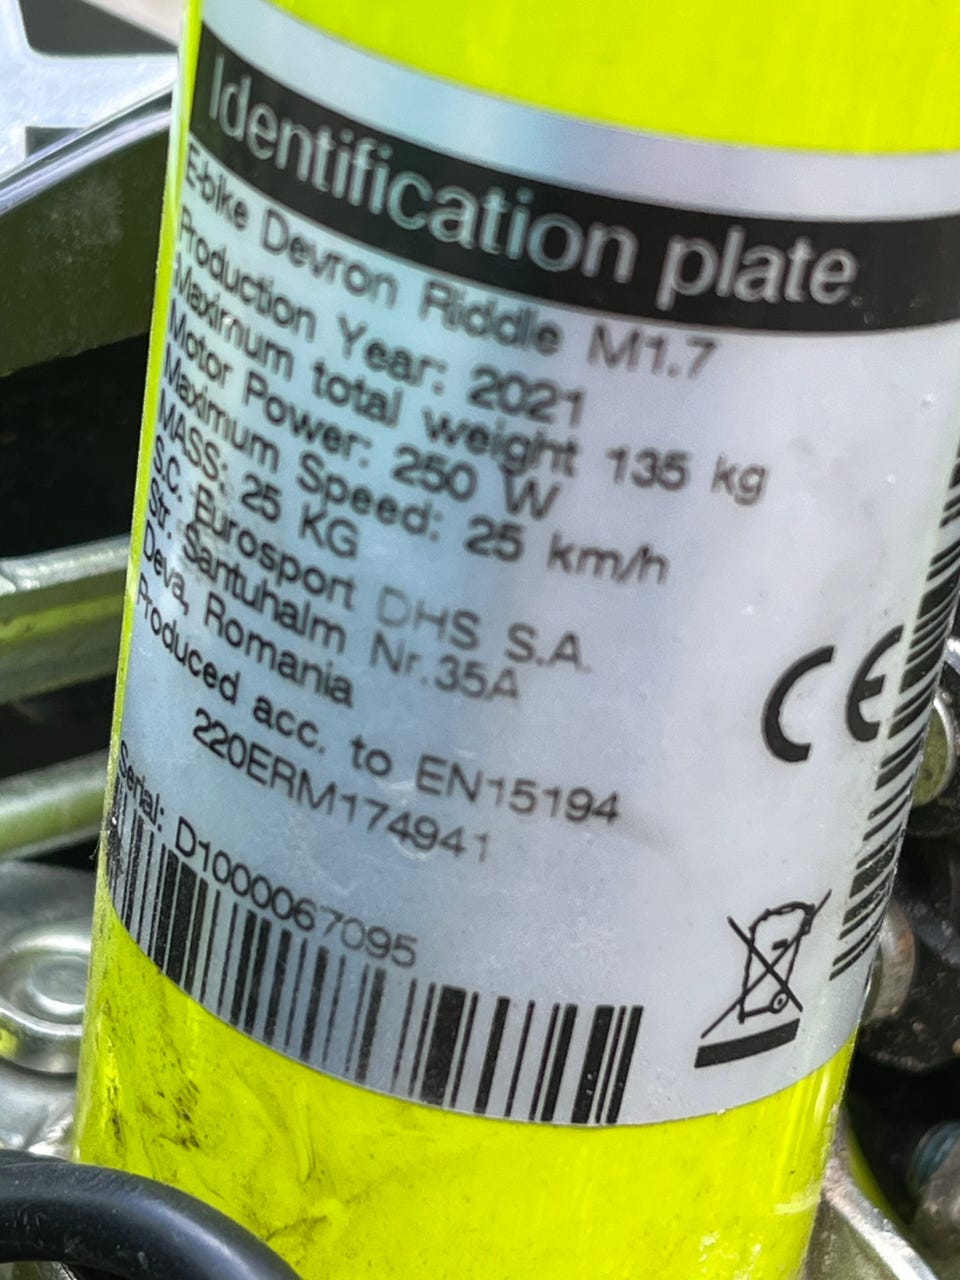 Identification plate
E-bike Devron Riddle M1.7
Production Year: 2021
Maximum total weight 135 kg
Motor Power: 250 W
Maximum Speed: 25 km/h
MASS: 25 KG
S.C. Eurosport DHS S.A.
Str. Santuhalm Nr.35A
Deva, Romania
Produced acc. to EN15194
220ERM174941
Serial: D1000067095
CE